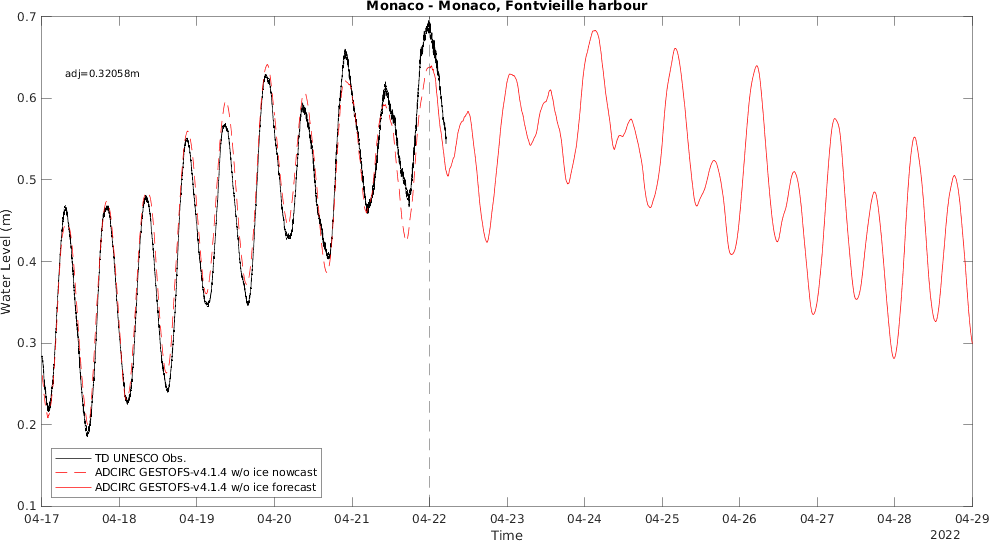 Monaco - Monaco, Fontvieille harbour
adj=0.32058m
0.7
0.6
0.5
0.4
0.3
0.2
0.1
Water Level (m)
TD UNESCO Obs.
ADCIRC GESTOFS-v4.1.4 w/o ice nowcast
ADCIRC GESTOFS-v4.1.4 w/o ice forecast
04-17 04-18 04-19 04-20 04-21 04-22 04-23 04-24 04-25 04-26 04-27 04-28 04-29
Time
2022